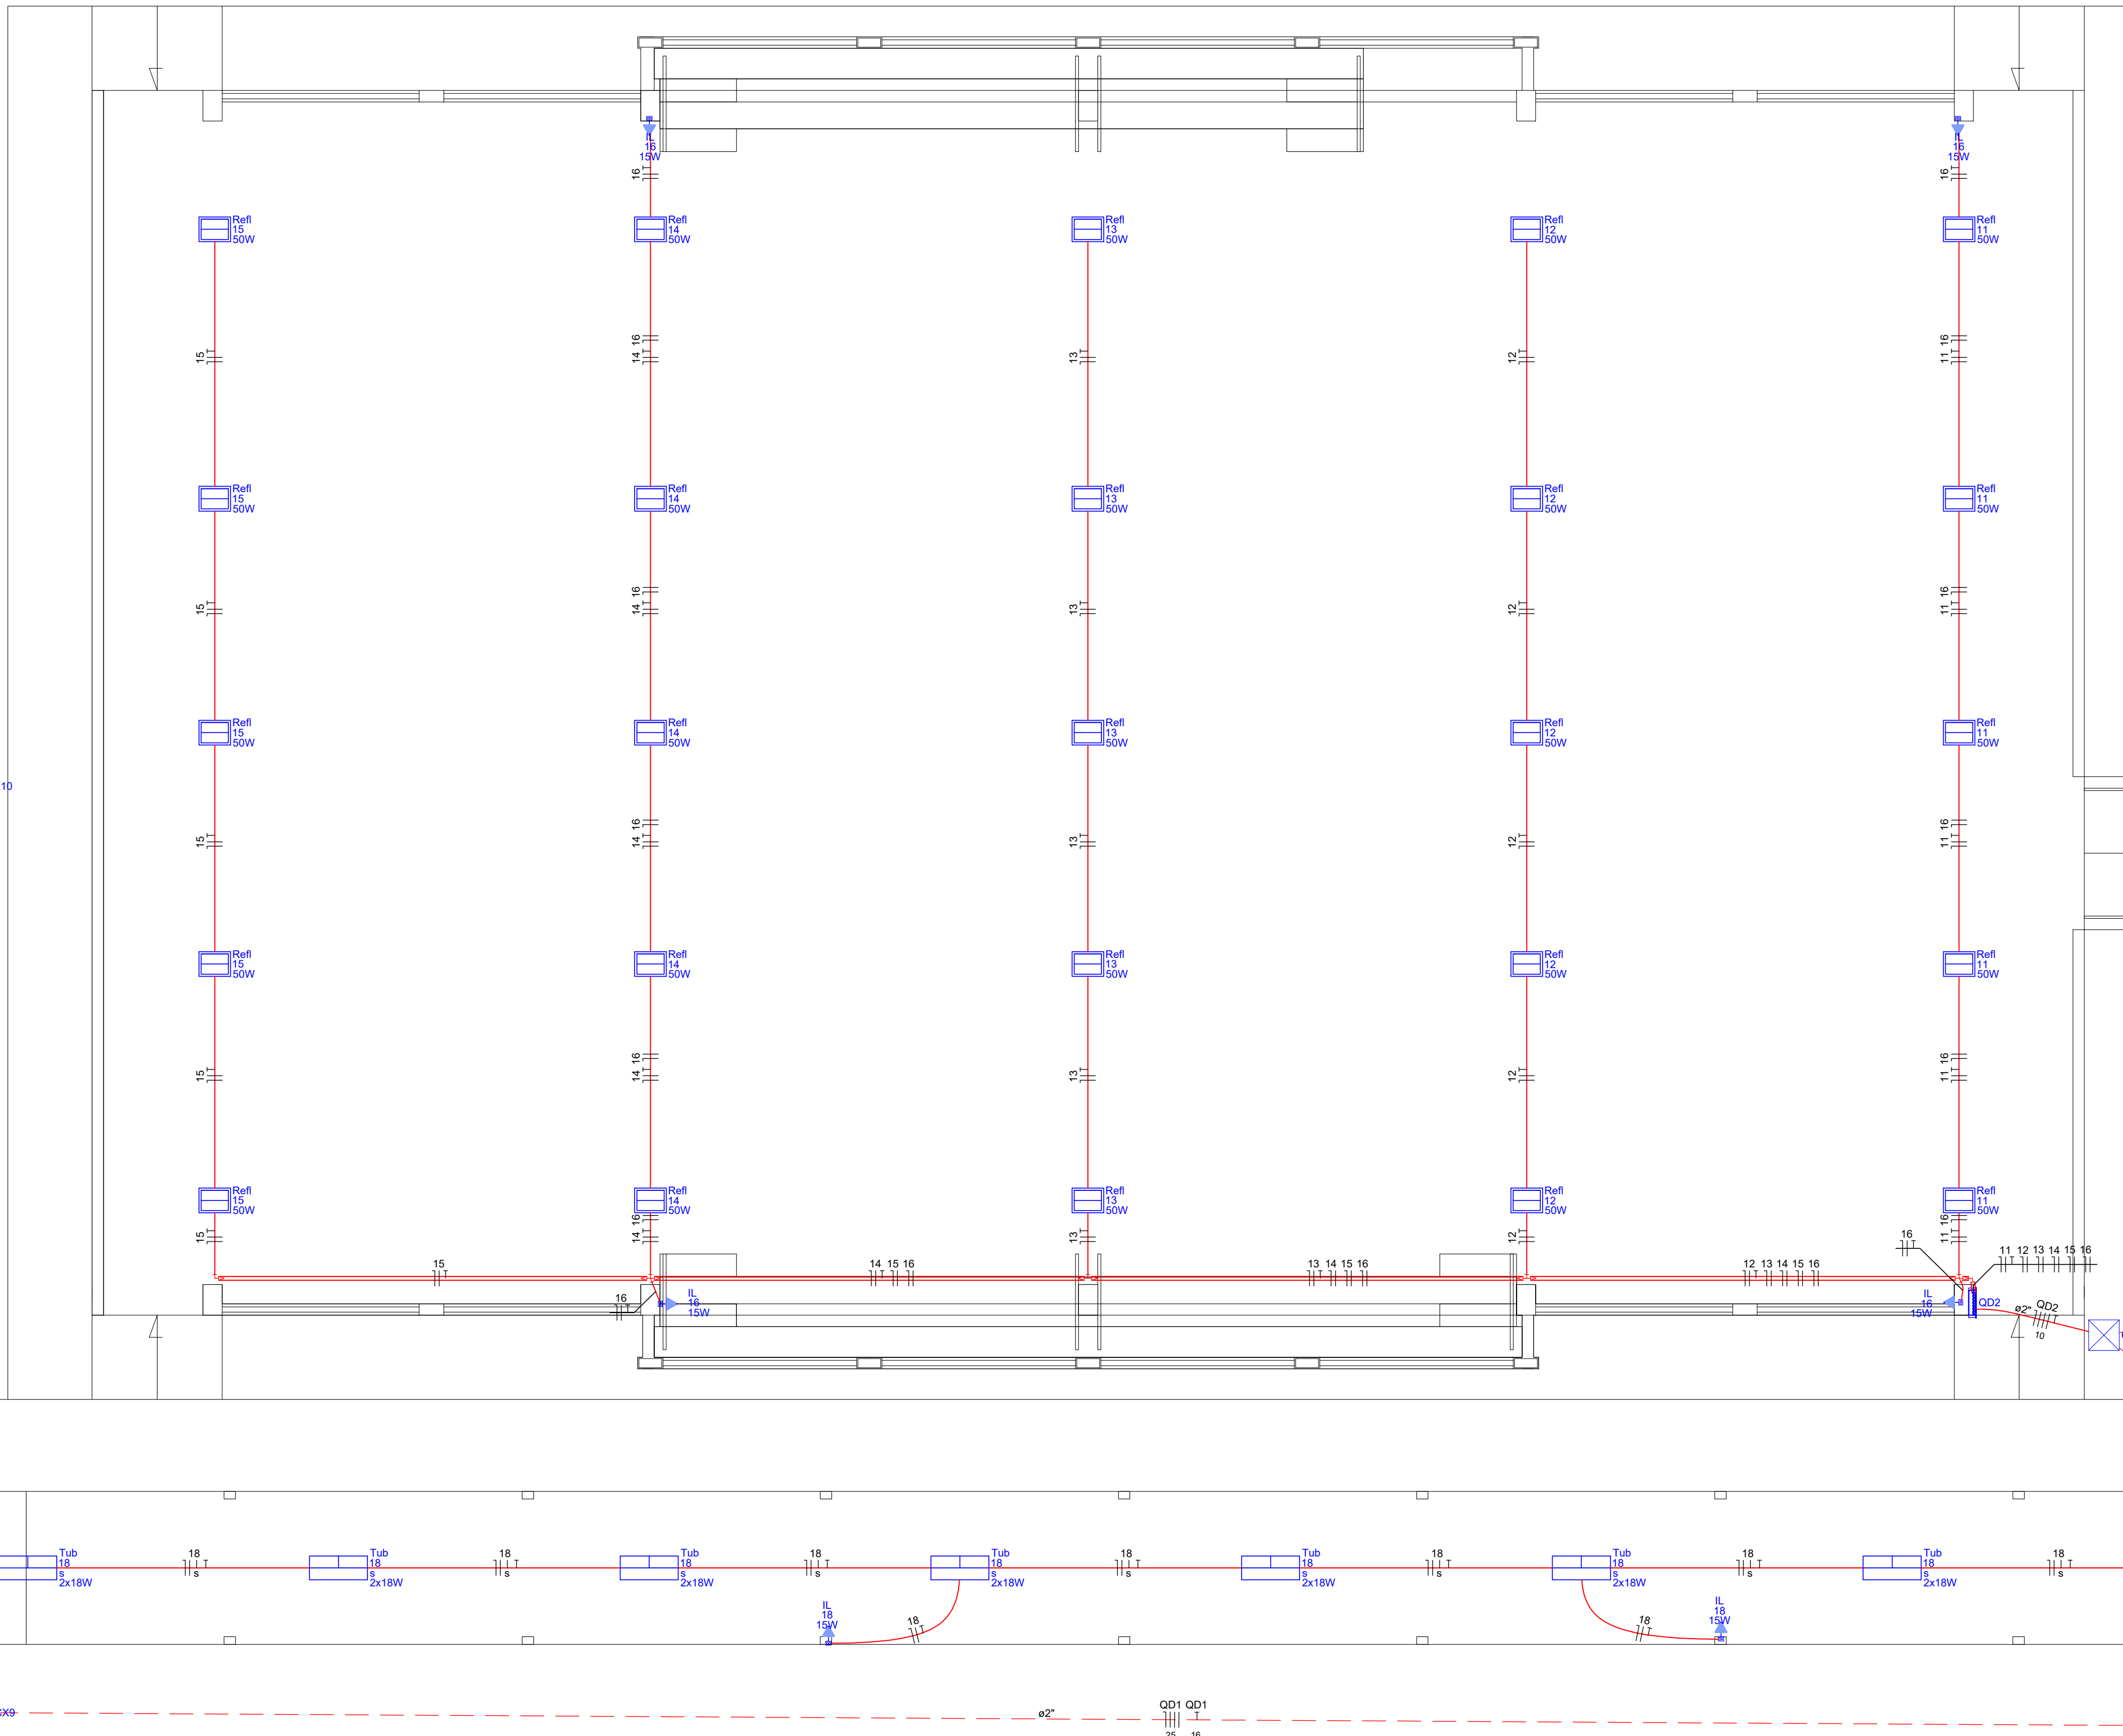 IL
16
15W
16
IL
16
15W
16
Refl
15
50W
Refl
14
50W
Refl
13
50W
Refl
12
50W
Refl
11
50W
15
16
14
13
12
16
11
Refl
15
50W
Refl
14
50W
Refl
13
50W
Refl
12
50W
Refl
11
50W
15
16
14
13
12
16
11
Refl
15
50W
Refl
14
50W
Refl
13
50W
Refl
12
50W
Refl
11
50W
10
15
16
14
13
12
16
11
Refl
15
50W
Refl
14
50W
Refl
13
50W
Refl
12
50W
Refl
11
50W
15
16
14
13
12
16
11
Refl
15
50W
Refl
14
50W
Refl
13
50W
Refl
12
50W
Refl
11
50W
15
16
14
13
12
16
11
16
11 12 13 14 15 16
15
14 15 16
13 14 15 16
12 13 14 15 16
16
IL
16
15W
IL
16
15W
QD2
ø2" QD2
10
Tub
18
s
2x18W
18
s
Tub
18
s
2x18W
18
s
Tub
18
s
2x18W
18
s
Tub
18
s
2x18W
18
s
Tub
18
s
2x18W
18
s
Tub
18
s
2x18W
18
s
Tub
18
s
2x18W
18
s
IL
18
15W
18
18
IL
18
15W
X9
ø2"
QD1 QD1
25 16